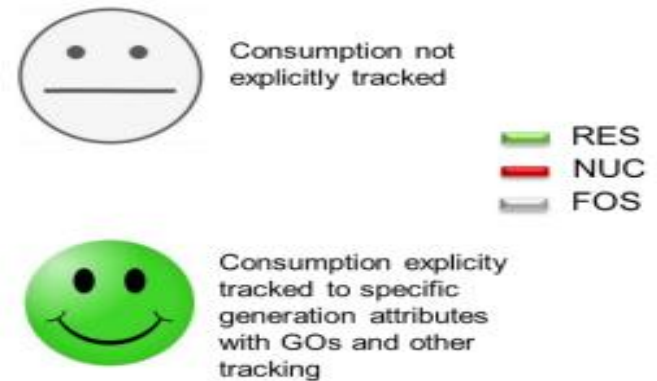 Consumption not
explicitly tracked
RES
NUC
FOS
Consumption explicity
tracked to specific
generation attributes
with GOs and other
tracking